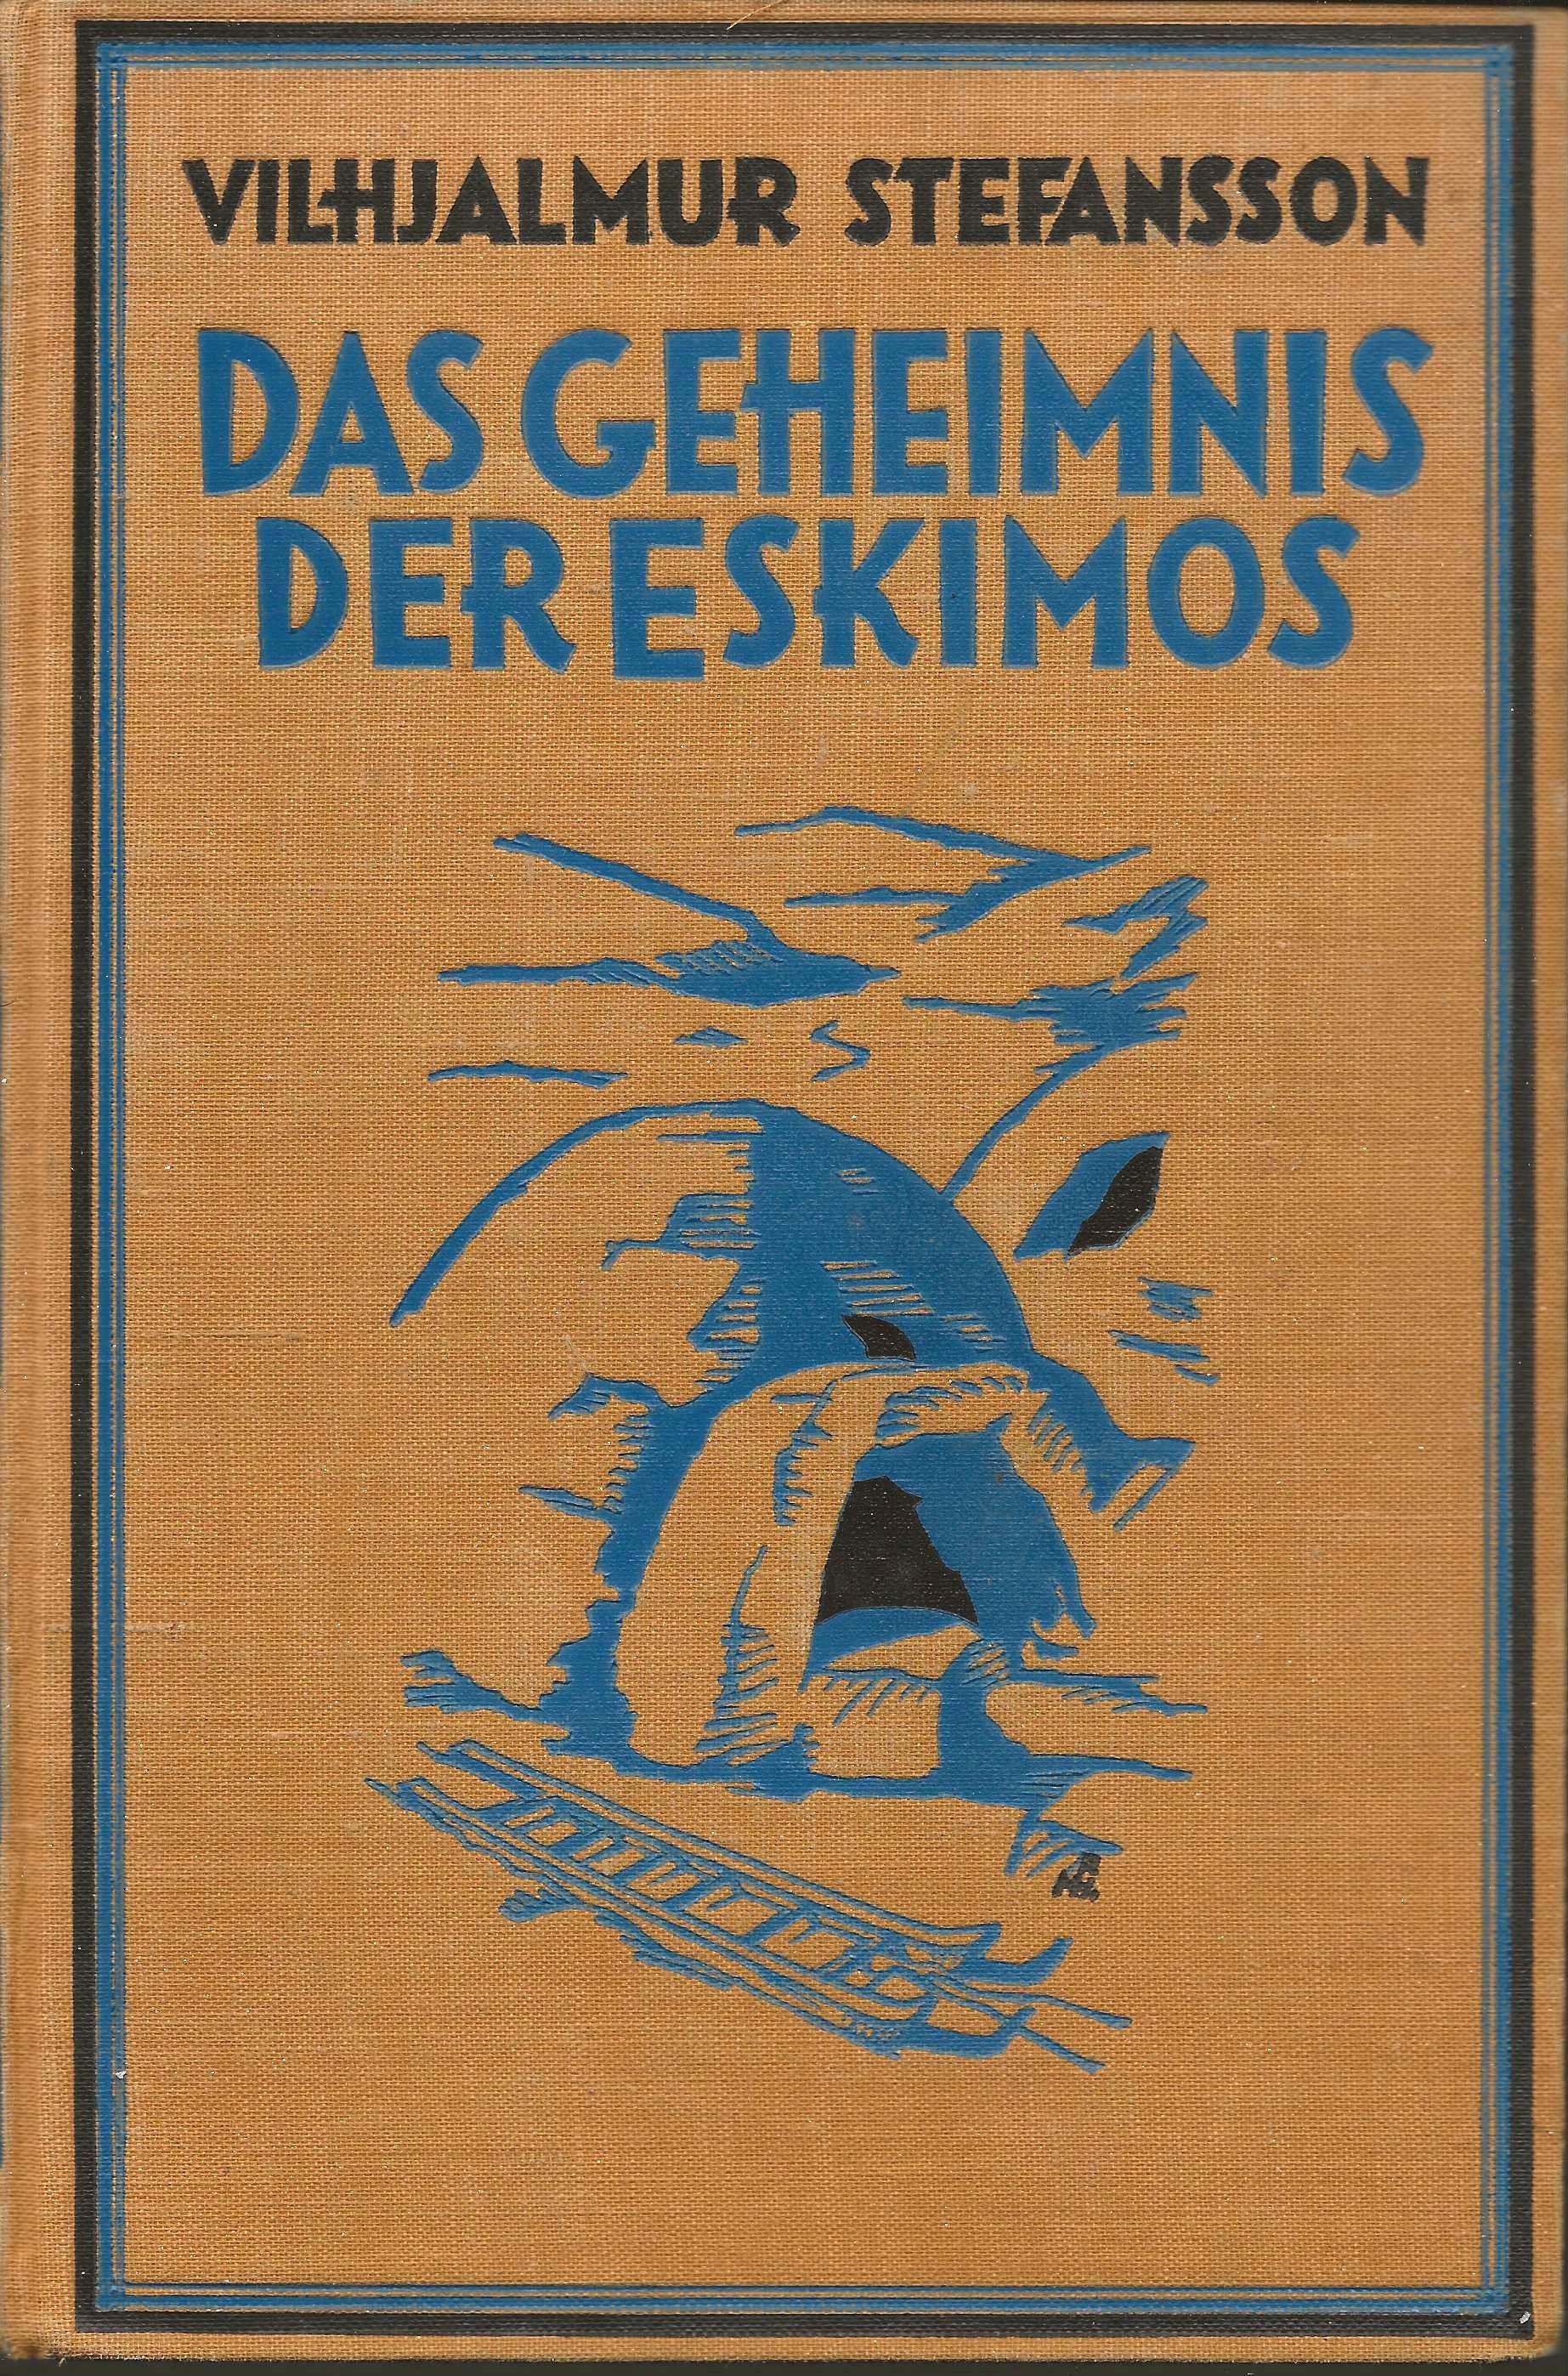 VILHJALMUR STEFANSSON
DAS GEHEIMNIS
DER ESKIMOS